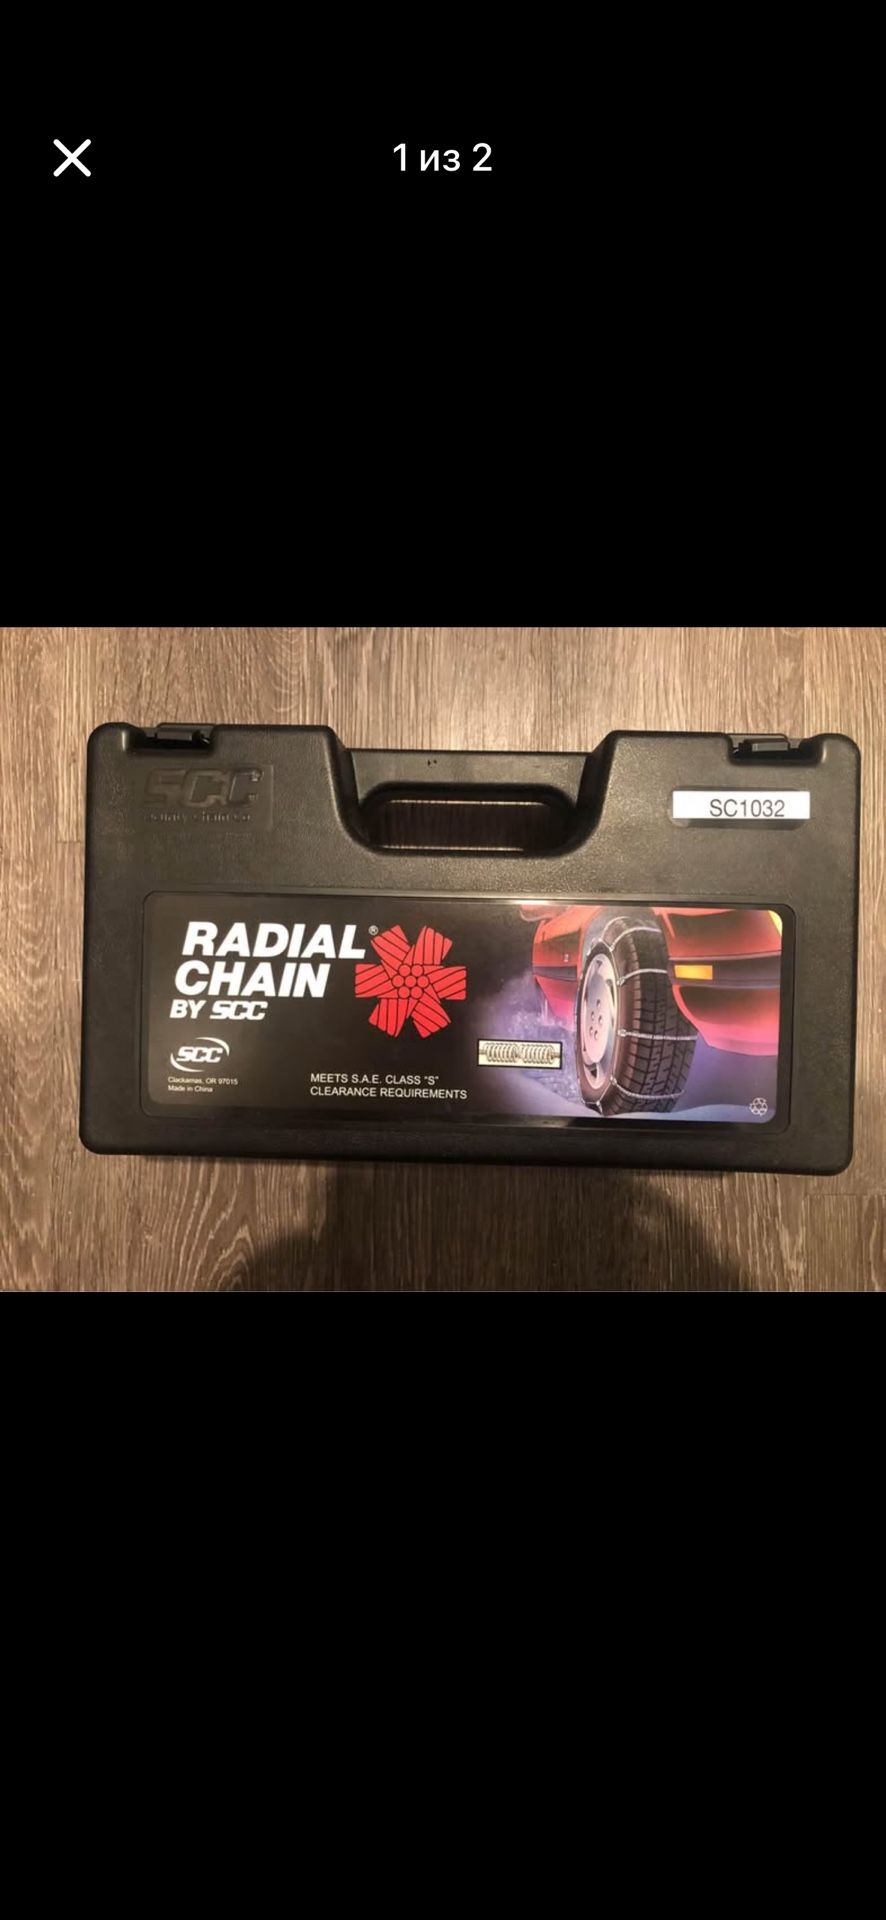 1 из 2
SCC
SC1032
RADIAL®
CHAIN
BY SCC
SCC
Clackamas, OR 97015
Made in China
MEETS S.A.E. CLASS "S"
CLEARANCE REQUIREMENTS